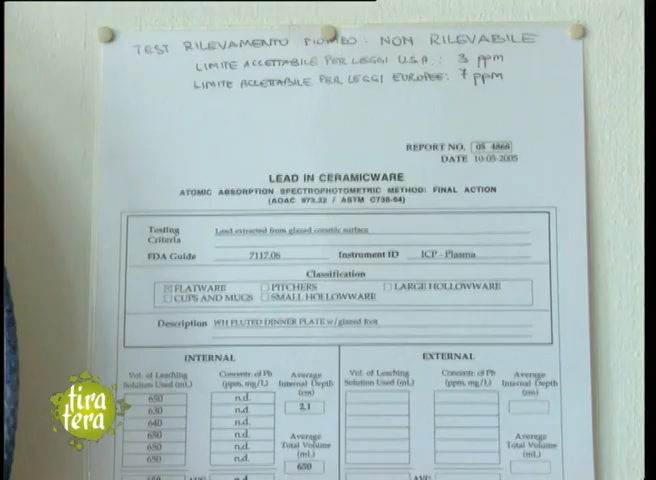 TEST RILEVAMENTO PIOMBO: NON RILEVABILE
LIMITE ACCETTABILE PER LEGGI U.S.A.: 3 ppm
LIMITE ACCETTABILE PER LEGGI EUROPEE: 7 ppm
REPORT NO. 05 4866
DATE 10-05-2005
LEAD IN CERAMICWARE
ATOMIC ABSORPTION SPECTROPHOTOMETRIC METHOD: FINAL ACTION
(AOAC 973.32 / ASTM C738-94)
Testing Criteria Lead extracted from glazed ceramic surface
FDA Guide 7117.06 Instrument ID ICP - Plasma
Classification
FLATWARE PITCHERS LARGE HOLLOWWARE
CUPS AND MUGS SMALL HOLLOWWARE
Description WH FLUTED DINNER PLATE w/glazed foot
INTERNAL EXTERNAL
Vol. of Leaching Solution Used (mL)
Concentr. of Pb (ppm, mg/L)
Average Internal Depth (cm)
Vol. of Leaching Solution Used (mL)
Concentr. of Pb (ppm, mg/L)
Average Internal Depth (cm)
650 n.d. 2,1
630 n.d.
640 n.d.
650 n.d.
650 n.d.
650 n.d.
Average Total Volume (mL)
650
Average Total Volume (mL)
AVG
tira
tera